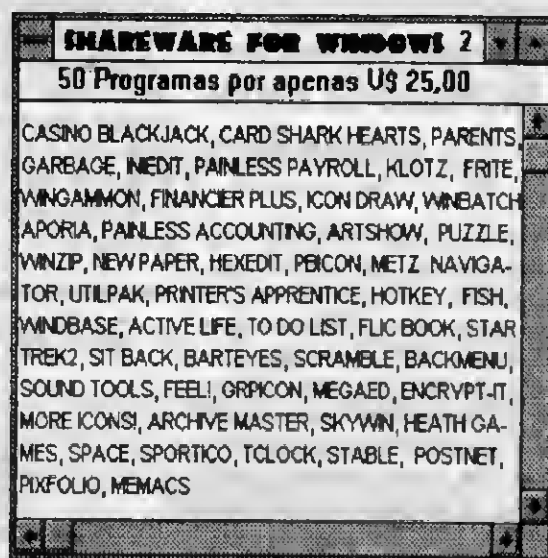 SHAREWARE FOR WINDOWS 2
50 Programas por apenas U$ 25,00
CASINO BLACKJACK, CARD SHARK HEARTS, PARENTS,
GARBAGE, INEDIT, PAINLESS PAYROLL, KLOTZ, FRITE,
WINGAMMON, FINANCIER PLUS, ICON DRAW, WINBATCH
APORIA, PAINLESS ACCOUNTING, ARTSHOW, PUZZLE,
WINZIP, NEW PAPER, HEXEDIT, PBICON, METZ NAVIGA-
TOR, UTILPAK, PRINTER'S APPRENTICE, HOTKEY, FISH,
WINDBASE, ACTIVE LIFE, TO DO LIST, FLIC BOOK, STAR
TREK2, SIT BACK, BARTEYES, SCRAMBLE, BACKMENU,
SOUND TOOLS, FEEL!, GRPICON, MEGAED, ENCRYPT-IT,
MORE ICONS!, ARCHIVE MASTER, SKYWIN, HEATH GA-
MES, SPACE, SPORTICO, TCLOCK, STABLE, POSTNET,
PIXFOLIO, MEMACS